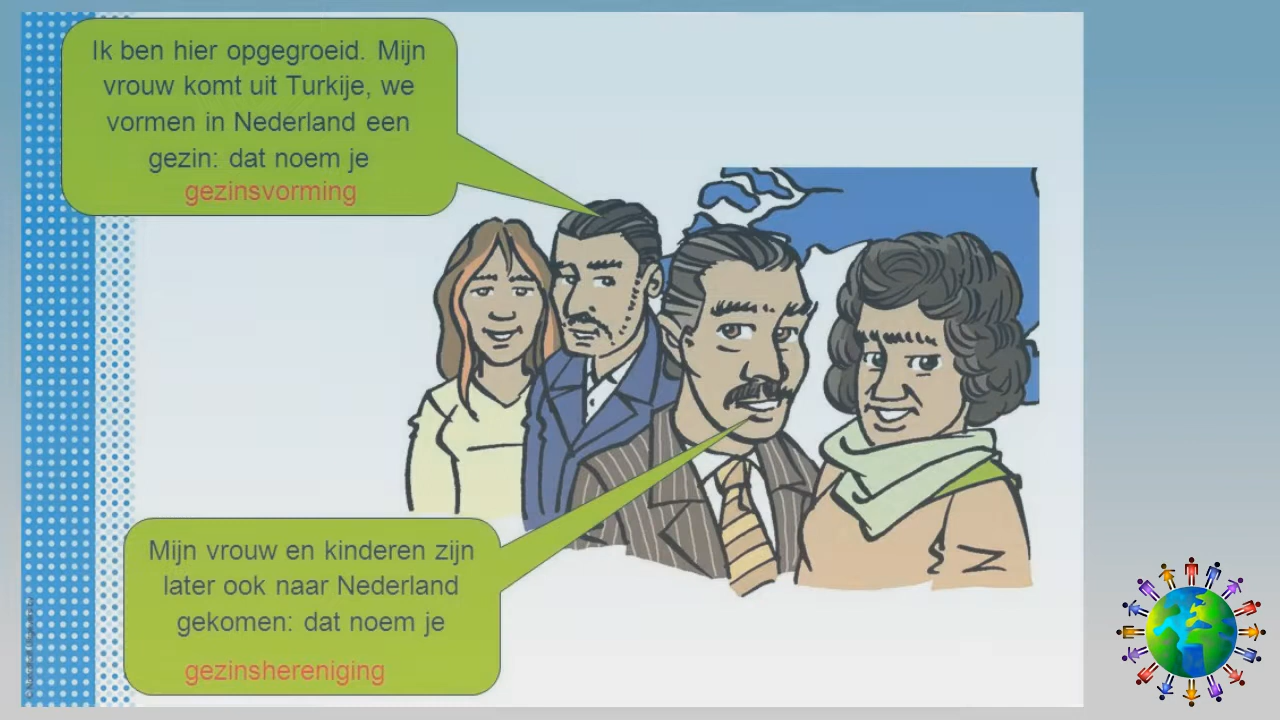 Ik ben hier opgegroeid. Mijn
vrouw komt uit Turkije, we
vormen in Nederland een
gezin: dat noem je
gezinsvorming
Mijn vrouw en kinderen zijn
later ook naar Nederland
gekomen: dat noem je
gezinshereniging